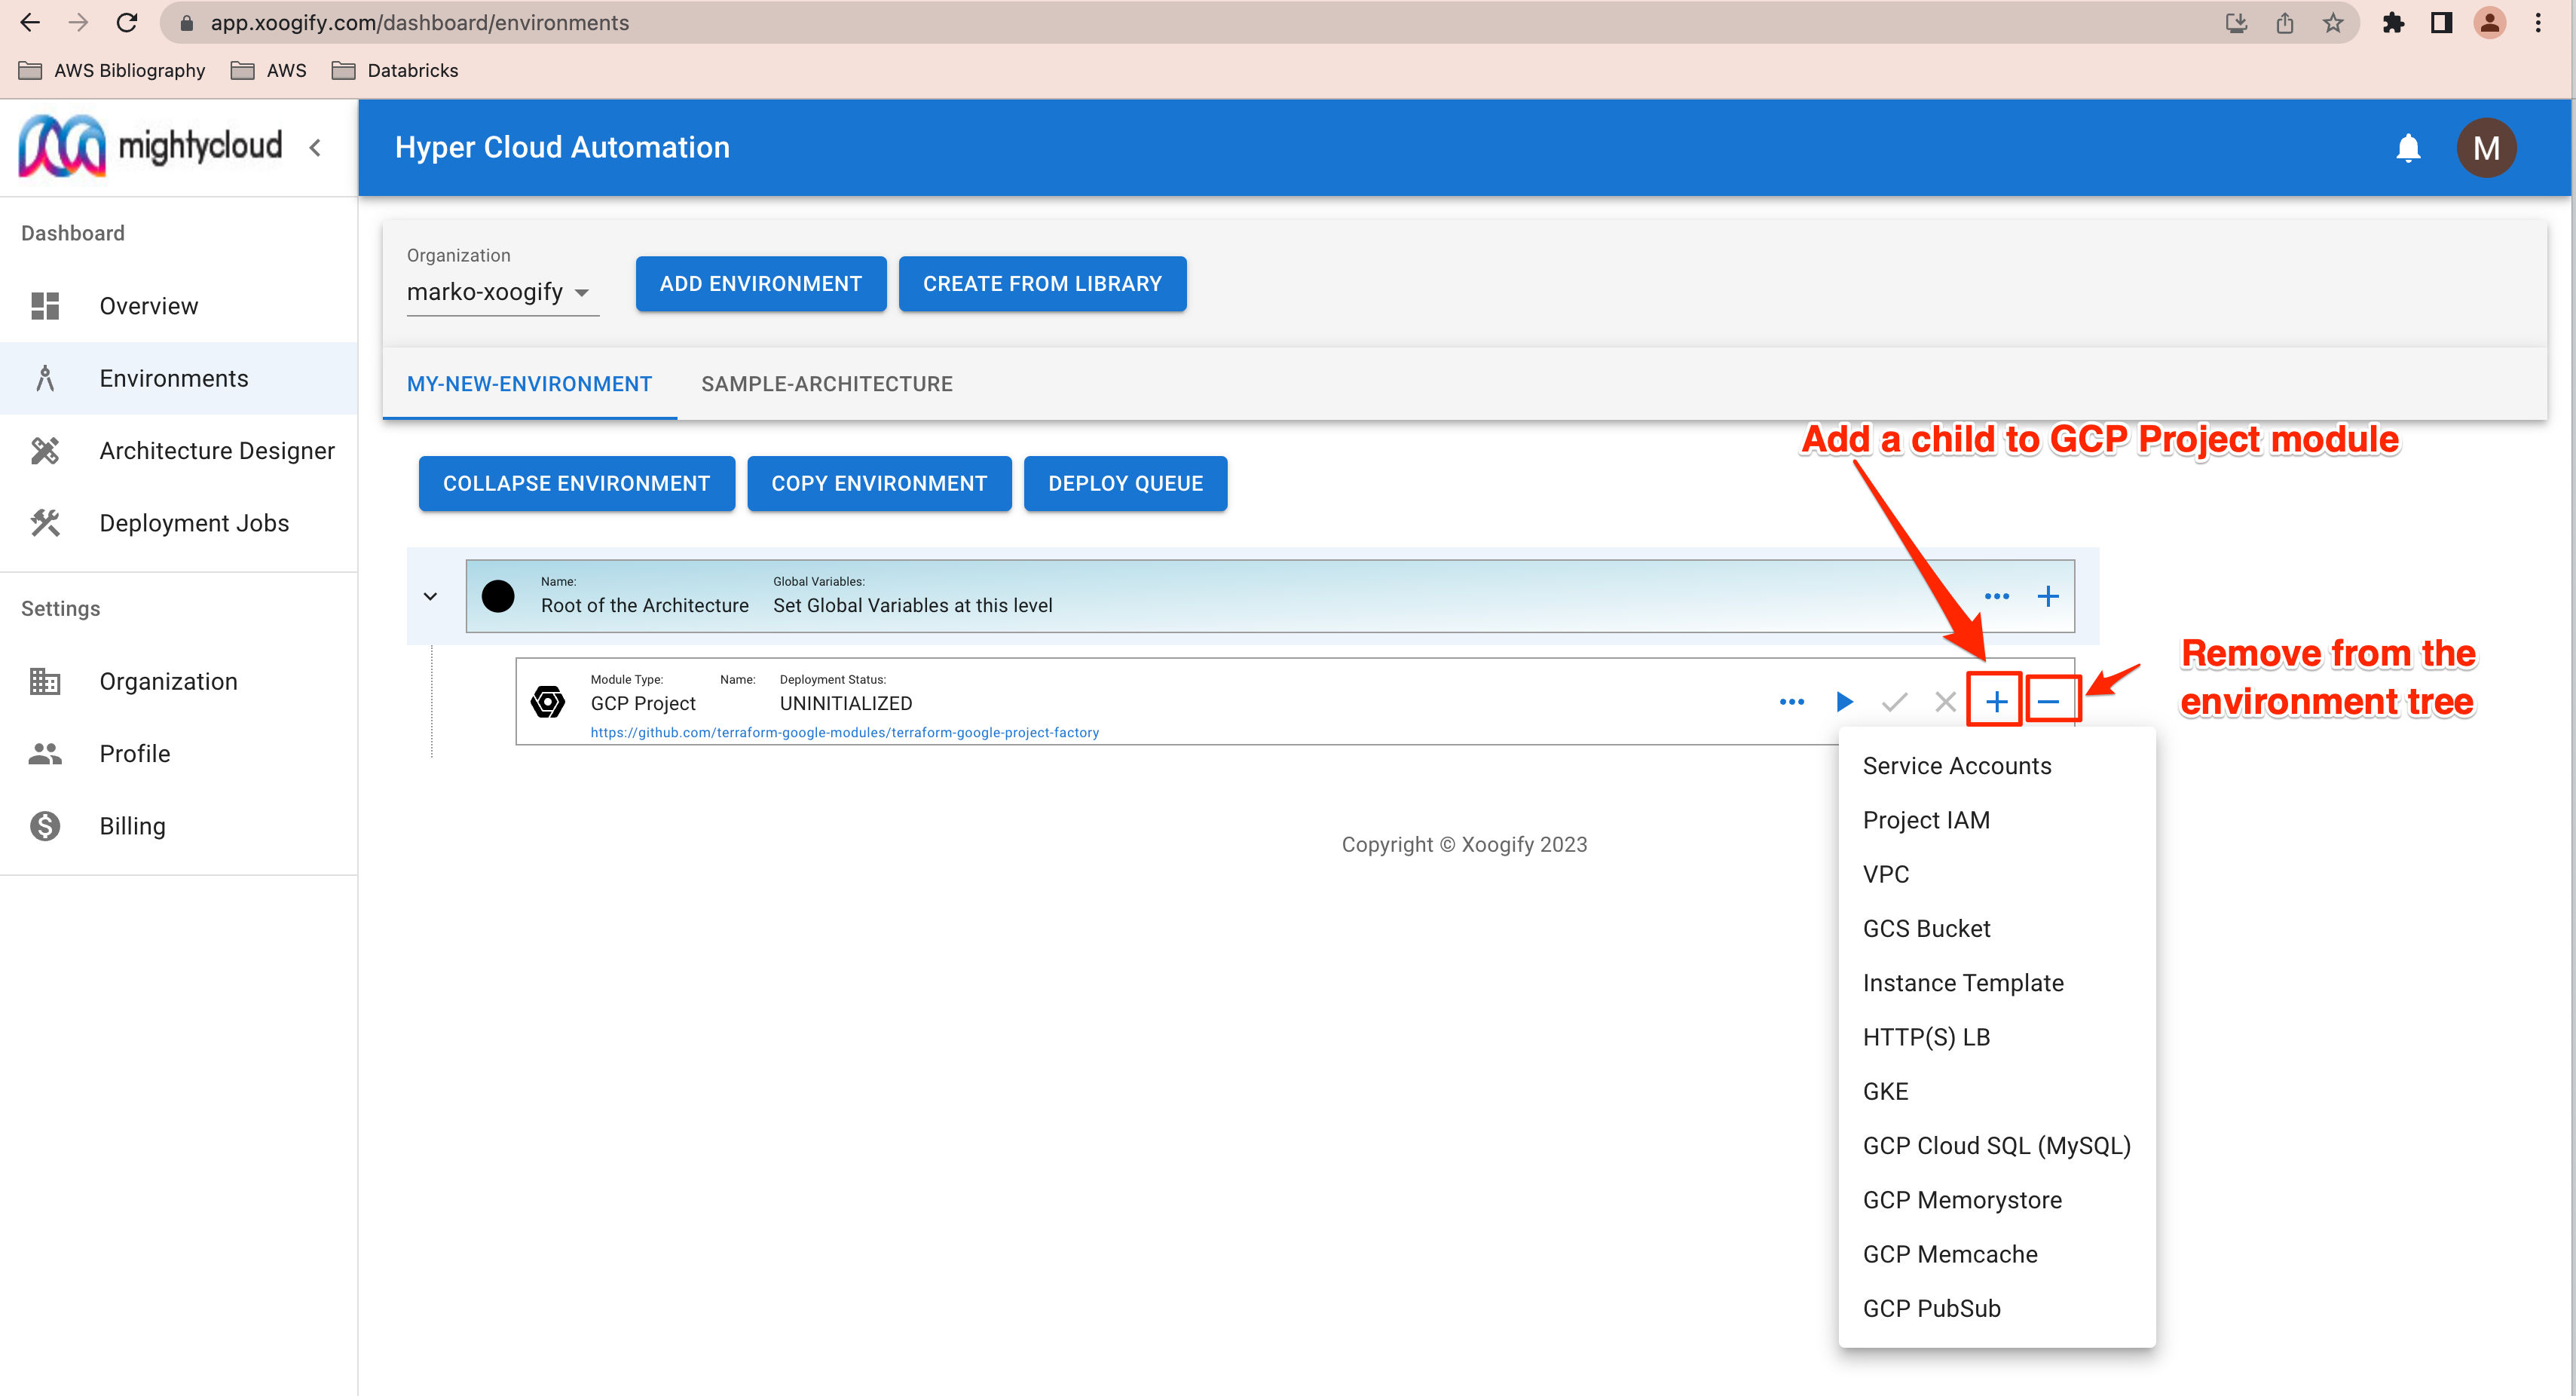 app.xoogify.com/dashboard/environments
AWS Bibliography AWS Databricks
mightycloud
Hyper Cloud Automation
M
Dashboard
Overview
Environments
Architecture Designer
Deployment Jobs
Settings
Organization
Profile
Billing
Organization
marko-xoogify
ADD ENVIRONMENT CREATE FROM LIBRARY
MY-NEW-ENVIRONMENT SAMPLE-ARCHITECTURE
Add a child to GCP Project module
COLLAPSE ENVIRONMENT COPY ENVIRONMENT DEPLOY QUEUE
Name: Global Variables:
Root of the Architecture Set Global Variables at this level
Remove from the
environment tree
Module Type: Name: Deployment Status:
GCP Project UNINITIALIZED
https://github.com/terraform-google-modules/terraform-google-project-factory
Service Accounts
Project IAM
VPC
GCS Bucket
Instance Template
HTTP(S) LB
GKE
GCP Cloud SQL (MySQL)
GCP Memorystore
GCP Memcache
GCP PubSub
Copyright © Xoogify 2023